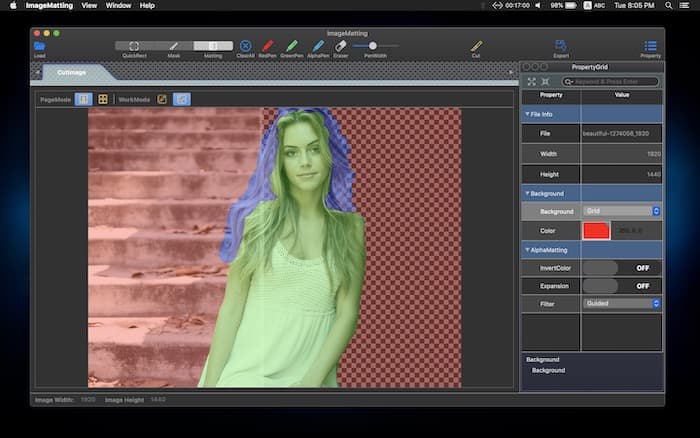 ImageMatting View Window Help
00:17:00 98% ABC Tue 8:05 PM
ImageMatting
Load QuickRect Mask Matting ClearAll RedPen GreenPen AlphaPen Eraser PenWidth Cut Export Property
CutImage
PropertyGrid
Keyword & Press Enter
PageMode WorkMode
Property Value
File Info
File beautiful-1274056_1920
Width 1920
Height 1440
Background
Background Grid
Color 255, 0, 0
AlphaMatting
InvertColor OFF
Expansion OFF
Filter Guided
Background
Background
Image Width: 1920 Image Height 1440